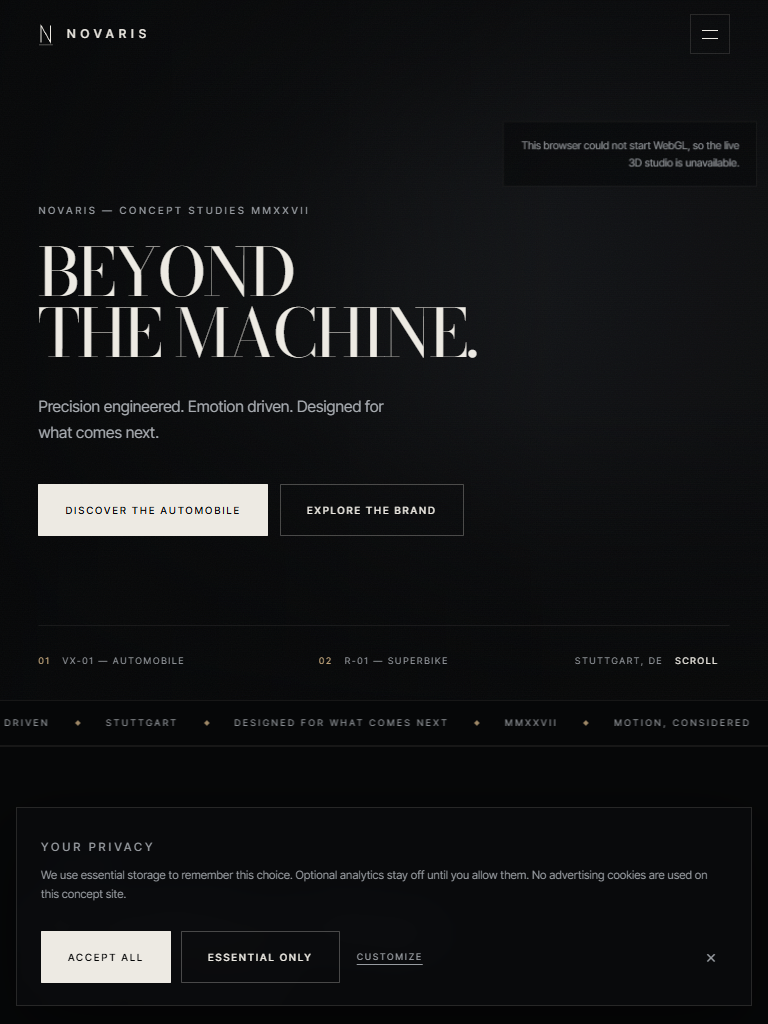 NOVARIS
This browser could not start WebGL, so the live
3D studio is unavailable.
NOVARIS — CONCEPT STUDIES MMXXVII
BEYOND
THE MACHINE.
Precision engineered. Emotion driven. Designed for
what comes next.
DISCOVER THE AUTOMOBILE
EXPLORE THE BRAND
01 VX-01 — AUTOMOBILE
02 R-01 — SUPERBIKE
STUTTGART, DE SCROLL
DRIVEN ◆ STUTTGART ◆ DESIGNED FOR WHAT COMES NEXT ◆ MMXXVII ◆ MOTION, CONSIDERED
YOUR PRIVACY
We use essential storage to remember this choice. Optional analytics stay off until you allow them. No advertising cookies are used on
this concept site.
ACCEPT ALL
ESSENTIAL ONLY
CUSTOMIZE
✕